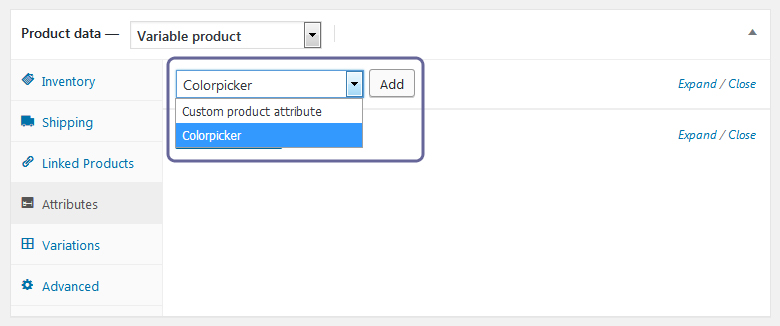 Product data — Variable product
Inventory
Shipping
Linked Products
Attributes
Variations
Advanced
Colorpicker Add Expand / Close
Custom product attribute
Colorpicker Expand / Close